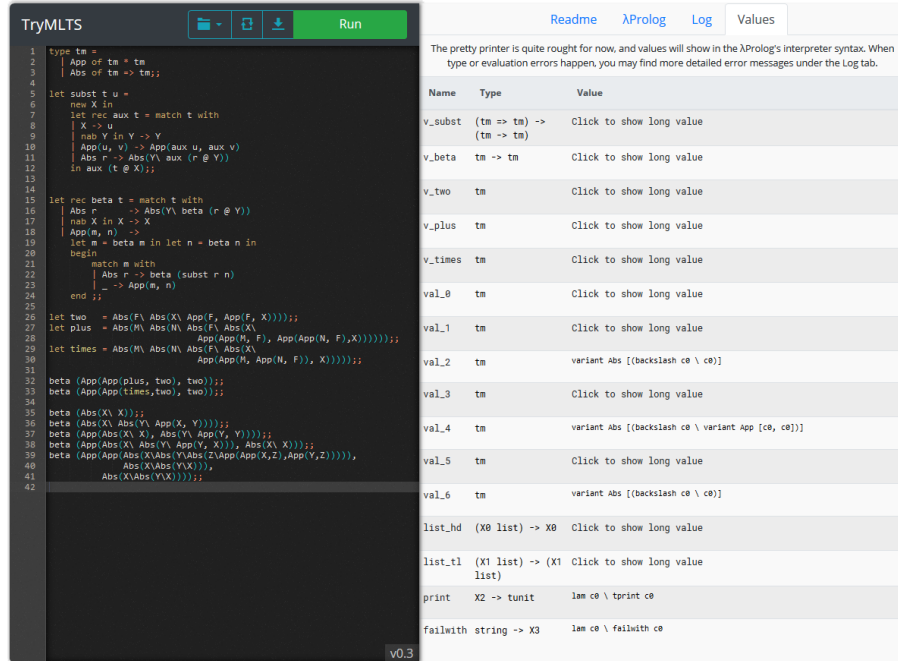 TryMLTS
Run
1 type tm =
2 | App of tm * tm
3 | Abs of tm => tm;;
4
5 let subst t u =
6 new X in
7 let rec aux t = match t with
8 | X -> u
9 | nab Y in Y -> Y
10 | App(u, v) -> App(aux u, aux v)
11 | Abs r -> Abs(Y\ aux (r @ Y))
12 in aux (t @ X);;
13
14
15 let rec beta t = match t with
16 | Abs r -> Abs(Y\ beta (r @ Y))
17 | nab X in X -> X
18 | App(m, n) ->
19 let m = beta m in let n = beta n in
20 begin
21 match m with
22 | Abs r -> beta (subst r n)
23 | _ -> App(m, n)
24 end ;;
25
26 let two = Abs(F\ Abs(X\ App(F, App(F, X))));;
27 let plus = Abs(M\ Abs(N\ Abs(F\ Abs(X\
28 App(App(M, F), App(App(N, F),X))))));;
29 let times = Abs(M\ Abs(N\ Abs(F\ Abs(X\
30 App(App(M, App(N, F)), X)))));;
31
32 beta (App(App(plus, two), two));;
33 beta (App(App(times,two), two));;
34
35 beta (Abs(X\ X));;
36 beta (Abs(X\ Abs(Y\ App(X, Y))));;
37 beta (App(Abs(X\ X), Abs(Y\ App(Y, Y))));;
38 beta (App(Abs(X\ Abs(Y\ App(Y, X))), Abs(X\ X)));;
39 beta (App(App(Abs(X\Abs(Y\Abs(Z\App(App(X,Z),App(Y,Z))))),
40 Abs(X\Abs(Y\X))),
41 Abs(X\Abs(Y\X))));;
42
v0.3
Readme λProlog Log Values
The pretty printer is quite rought for now, and values will show in the λProlog's interpreter syntax. When
type or evaluation errors happen, you may find more detailed error messages under the Log tab.
Name Type Value
v_subst (tm => tm) -> Click to show long value
(tm -> tm)
v_beta tm -> tm Click to show long value
v_two tm Click to show long value
v_plus tm Click to show long value
v_times tm Click to show long value
val_0 tm Click to show long value
val_1 tm Click to show long value
val_2 tm variant Abs [(backslash c0 \ c0)]
val_3 tm Click to show long value
val_4 tm variant Abs [(backslash c0 \ variant App [c0, c0])]
val_5 tm Click to show long value
val_6 tm variant Abs [(backslash c0 \ c0)]
list_hd (X0 list) -> X0 Click to show long value
list_tl (X1 list) -> (X1 Click to show long value
list)
print X2 -> tunit lam c0 \ tprint c0
failwith string -> X3 lam c0 \ failwith c0